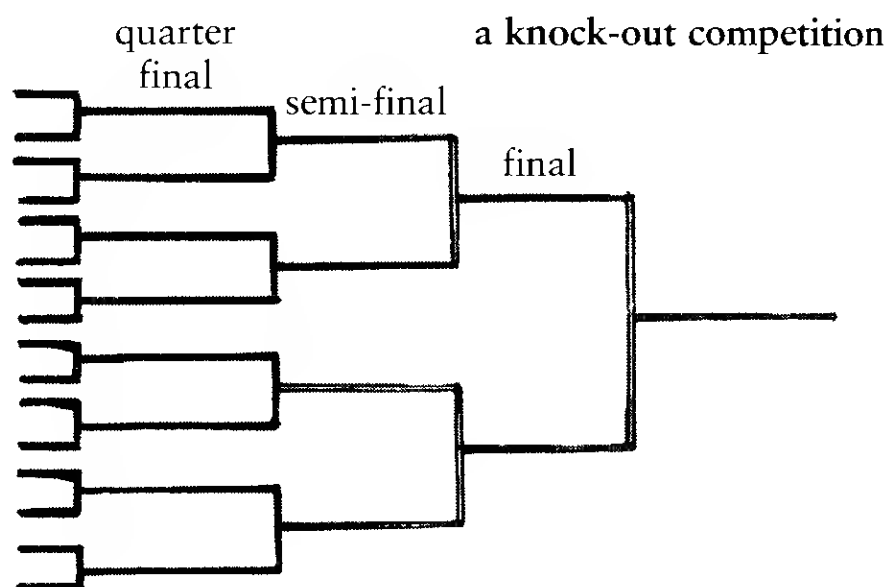 a knock-out competition
quarter
final
semi-final
final